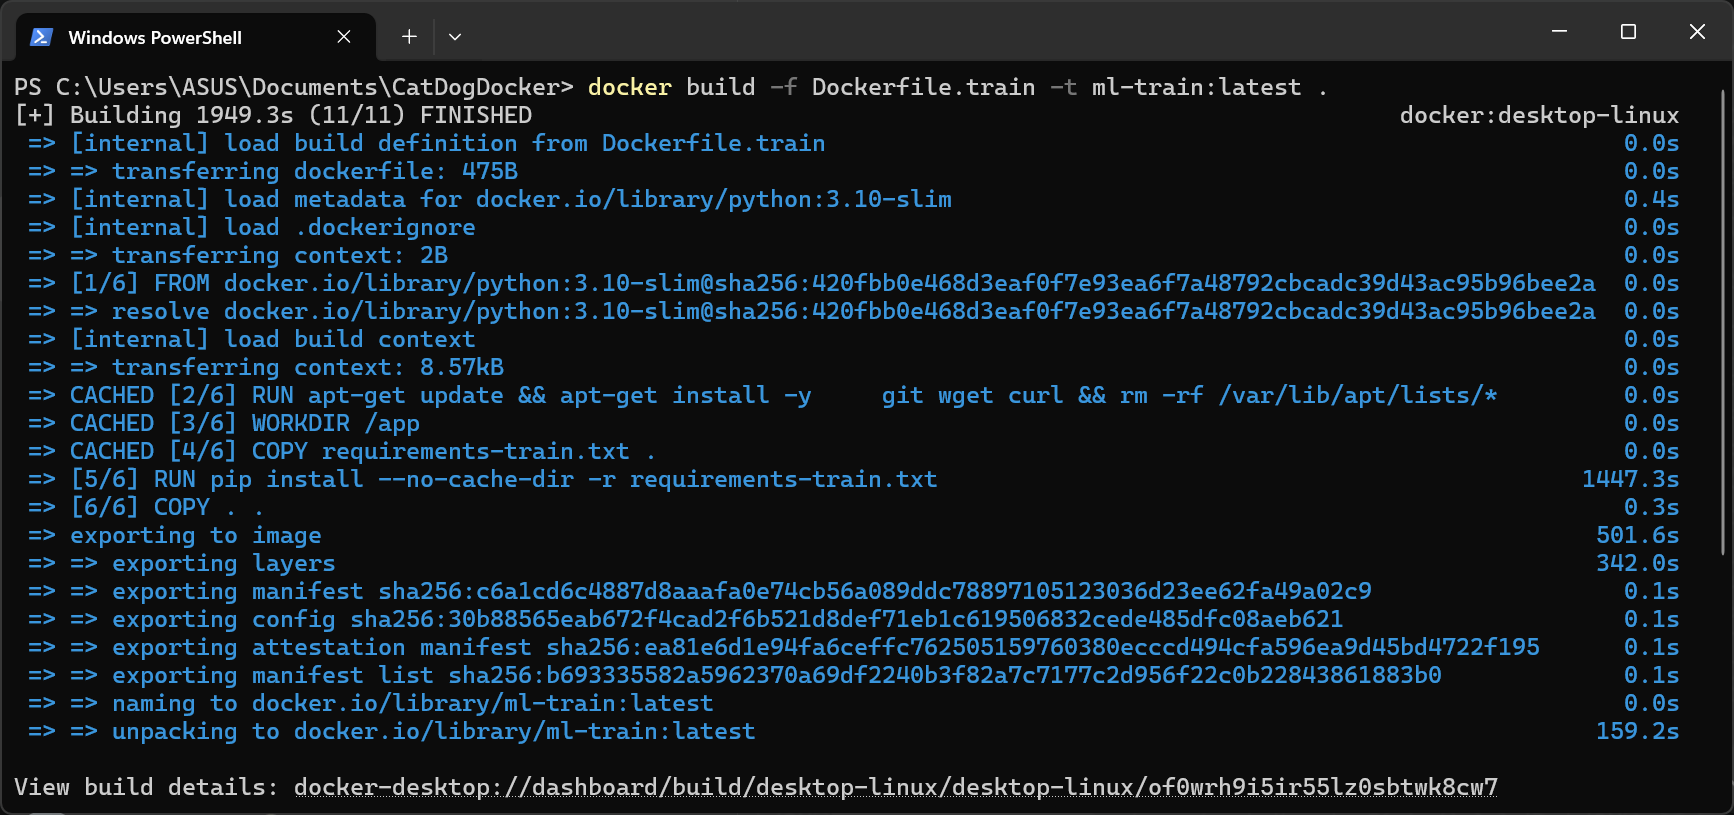 Windows PowerShell
PS C:\Users\ASUS\Documents\CatDogDocker> docker build -f Dockerfile.train -t ml-train:latest .
[+] Building 1949.3s (11/11) FINISHED docker:desktop-linux
=> [internal] load build definition from Dockerfile.train 0.0s
=> => transferring dockerfile: 475B 0.0s
=> [internal] load metadata for docker.io/library/python:3.10-slim 0.4s
=> [internal] load .dockerignore 0.0s
=> => transferring context: 2B 0.0s
=> [1/6] FROM docker.io/library/python:3.10-slim@sha256:420fbb0e468d3eaf0f7e93ea6f7a48792cbcadc39d43ac95b96bee2a 0.0s
=> => resolve docker.io/library/python:3.10-slim@sha256:420fbb0e468d3eaf0f7e93ea6f7a48792cbcadc39d43ac95b96bee2a 0.0s
=> [internal] load build context 0.0s
=> => transferring context: 8.57kB 0.0s
=> CACHED [2/6] RUN apt-get update && apt-get install -y     git wget curl && rm -rf /var/lib/apt/lists/* 0.0s
=> CACHED [3/6] WORKDIR /app 0.0s
=> CACHED [4/6] COPY requirements-train.txt . 0.0s
=> [5/6] RUN pip install --no-cache-dir -r requirements-train.txt 1447.3s
=> [6/6] COPY . . 0.3s
=> exporting to image 501.6s
=> => exporting layers 342.0s
=> => exporting manifest sha256:c6a1cd6c4887d8aaafa0e74cb56a089ddc78897105123036d23ee62fa49a02c9 0.1s
=> => exporting config sha256:30b88565eab672f4cad2f6b521d8def71eb1c619506832cede485dfc08aeb621 0.1s
=> => exporting attestation manifest sha256:ea81e6d1e94fa6ceffc762505159760380ecccd494cfa596ea9d45bd4722f195 0.1s
=> => exporting manifest list sha256:b693335582a5962370a69df2240b3f82a7c7177c2d956f22c0b22843861883b0 0.1s
=> => naming to docker.io/library/ml-train:latest 0.0s
=> => unpacking to docker.io/library/ml-train:latest 159.2s
View build details: docker-desktop://dashboard/build/desktop-linux/desktop-linux/of0wrh9i5ir55lz0sbtwk8cw7